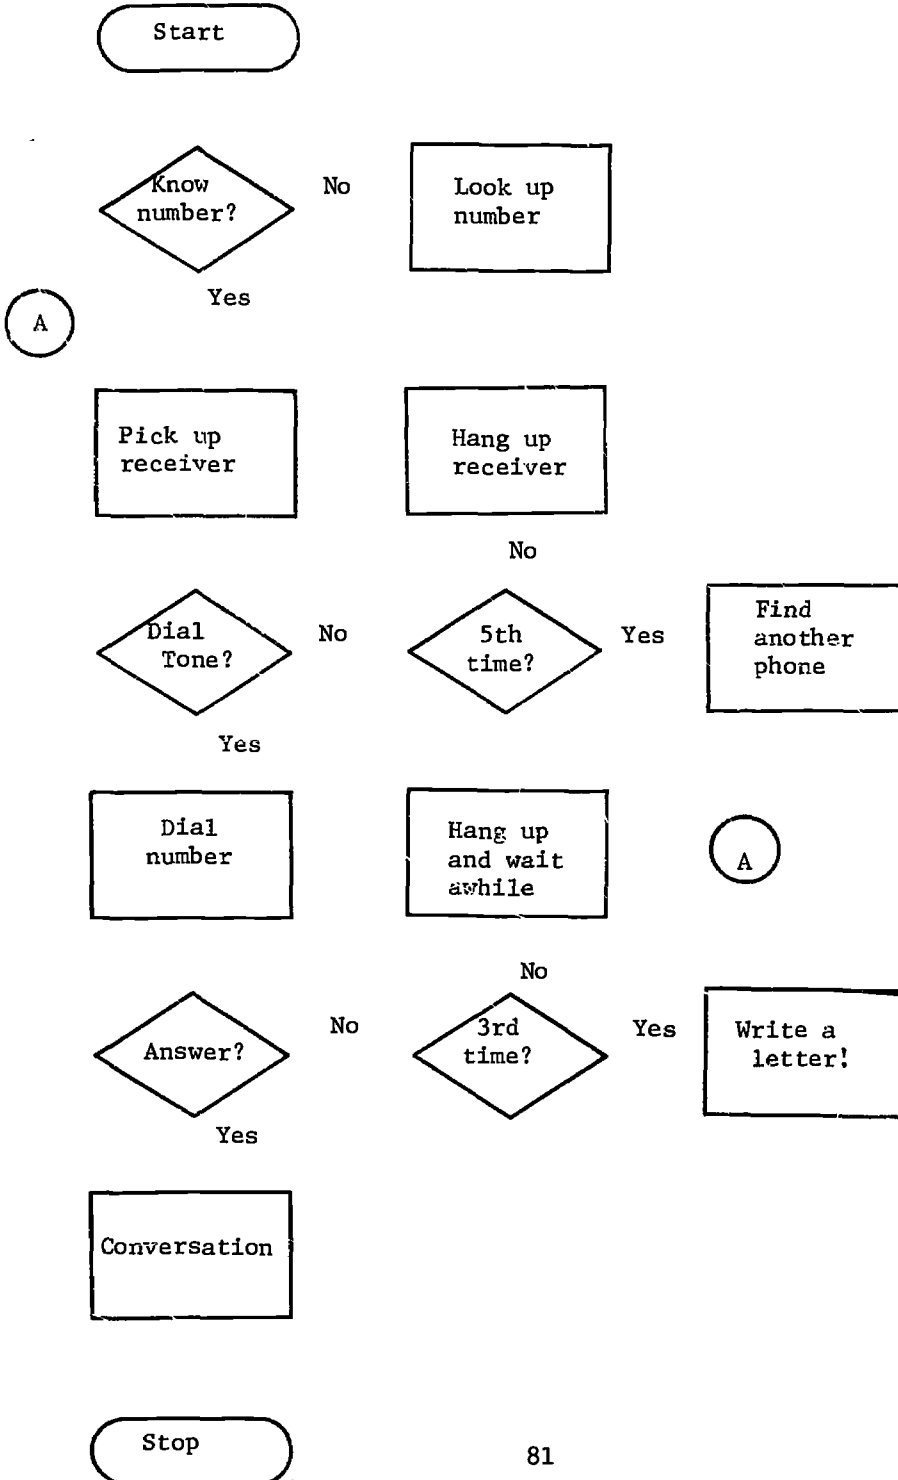 Start
Know
number?
No
Look up
number
Yes
A
Pick up
receiver
Hang up
receiver
No
Dial
Tone?
No
5th
time?
Yes
Find
another
phone
Yes
Dial
number
Hang up
and wait
awhile
A
No
Answer?
No
3rd
time?
Yes
Write a
letter!
Yes
Conversation
Stop
81